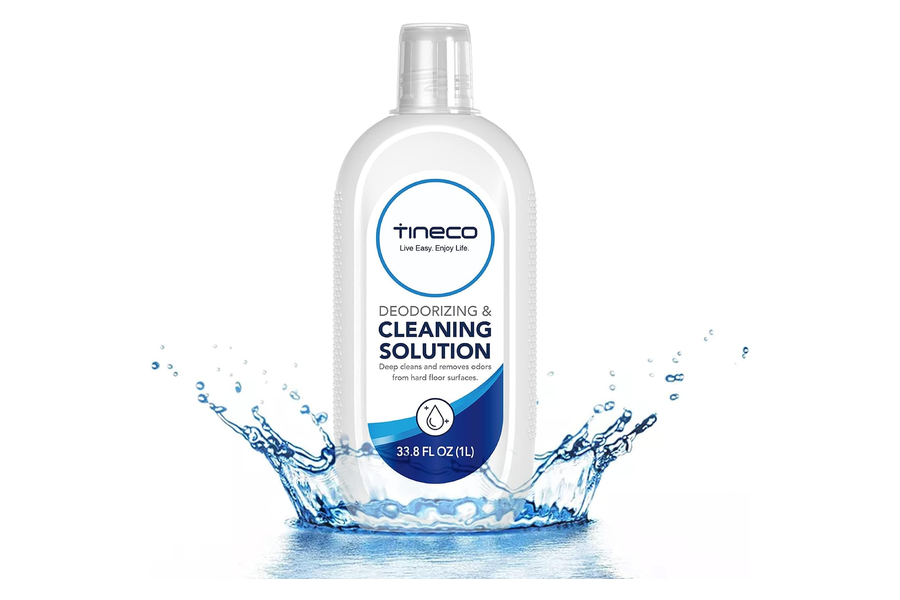 tineco
Live Easy. Enjoy Life.
DEODORIZING &
CLEANING
SOLUTION
Deep cleans and removes odors
from hard floor surfaces.
33.8 FL OZ (1L)